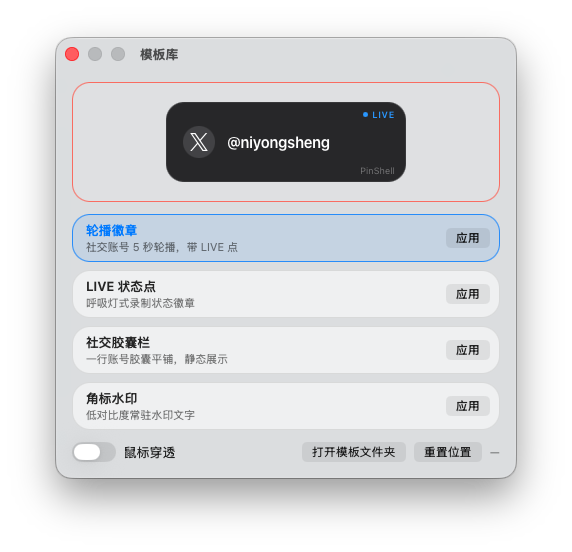 模板库
LIVE
@niyongsheng
PinShell
轮播徽章
社交账号 5 秒轮播，带 LIVE 点
应用
LIVE 状态点
呼吸灯式录制状态徽章
应用
社交胶囊栏
一行账号胶囊平铺，静态展示
应用
角标水印
低对比度常驻水印文字
应用
鼠标穿透
打开模板文件夹
重置位置
—